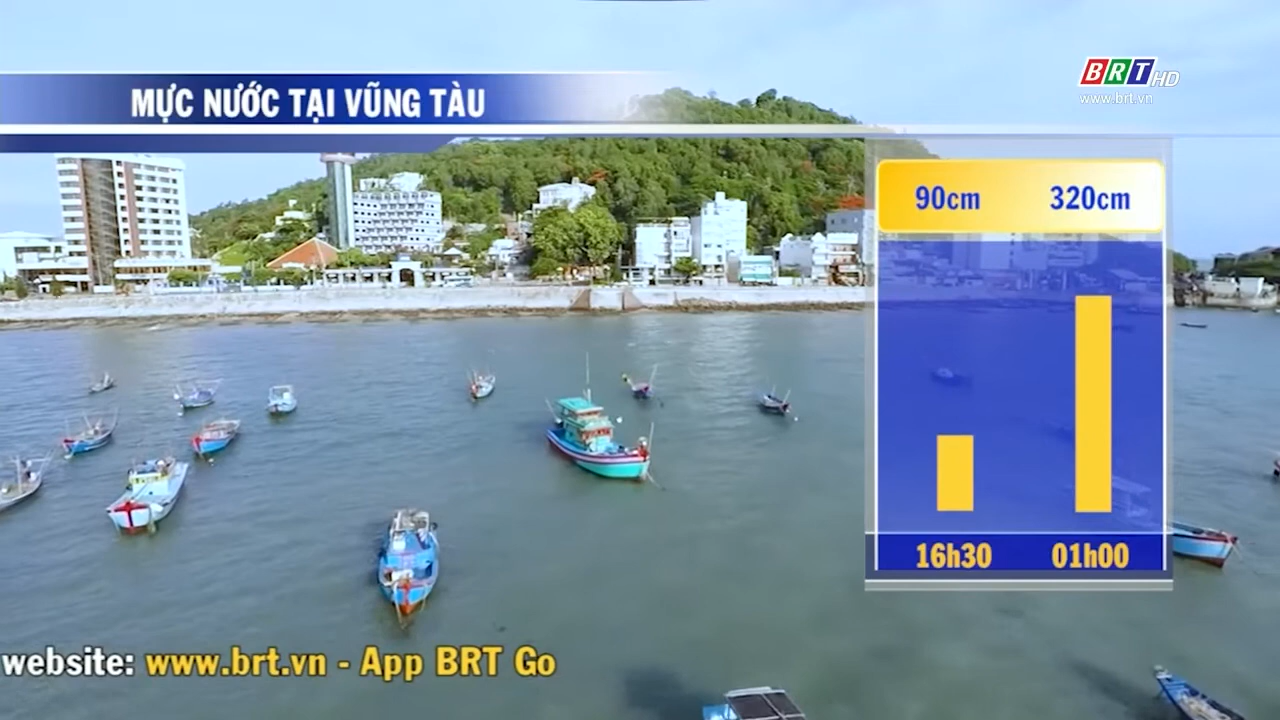 BRT HD
www.brt.vn
MỰC NƯỚC TẠI VŨNG TÀU
90cm 320cm
16h30 01h00
website: www.brt.vn - App BRT Go